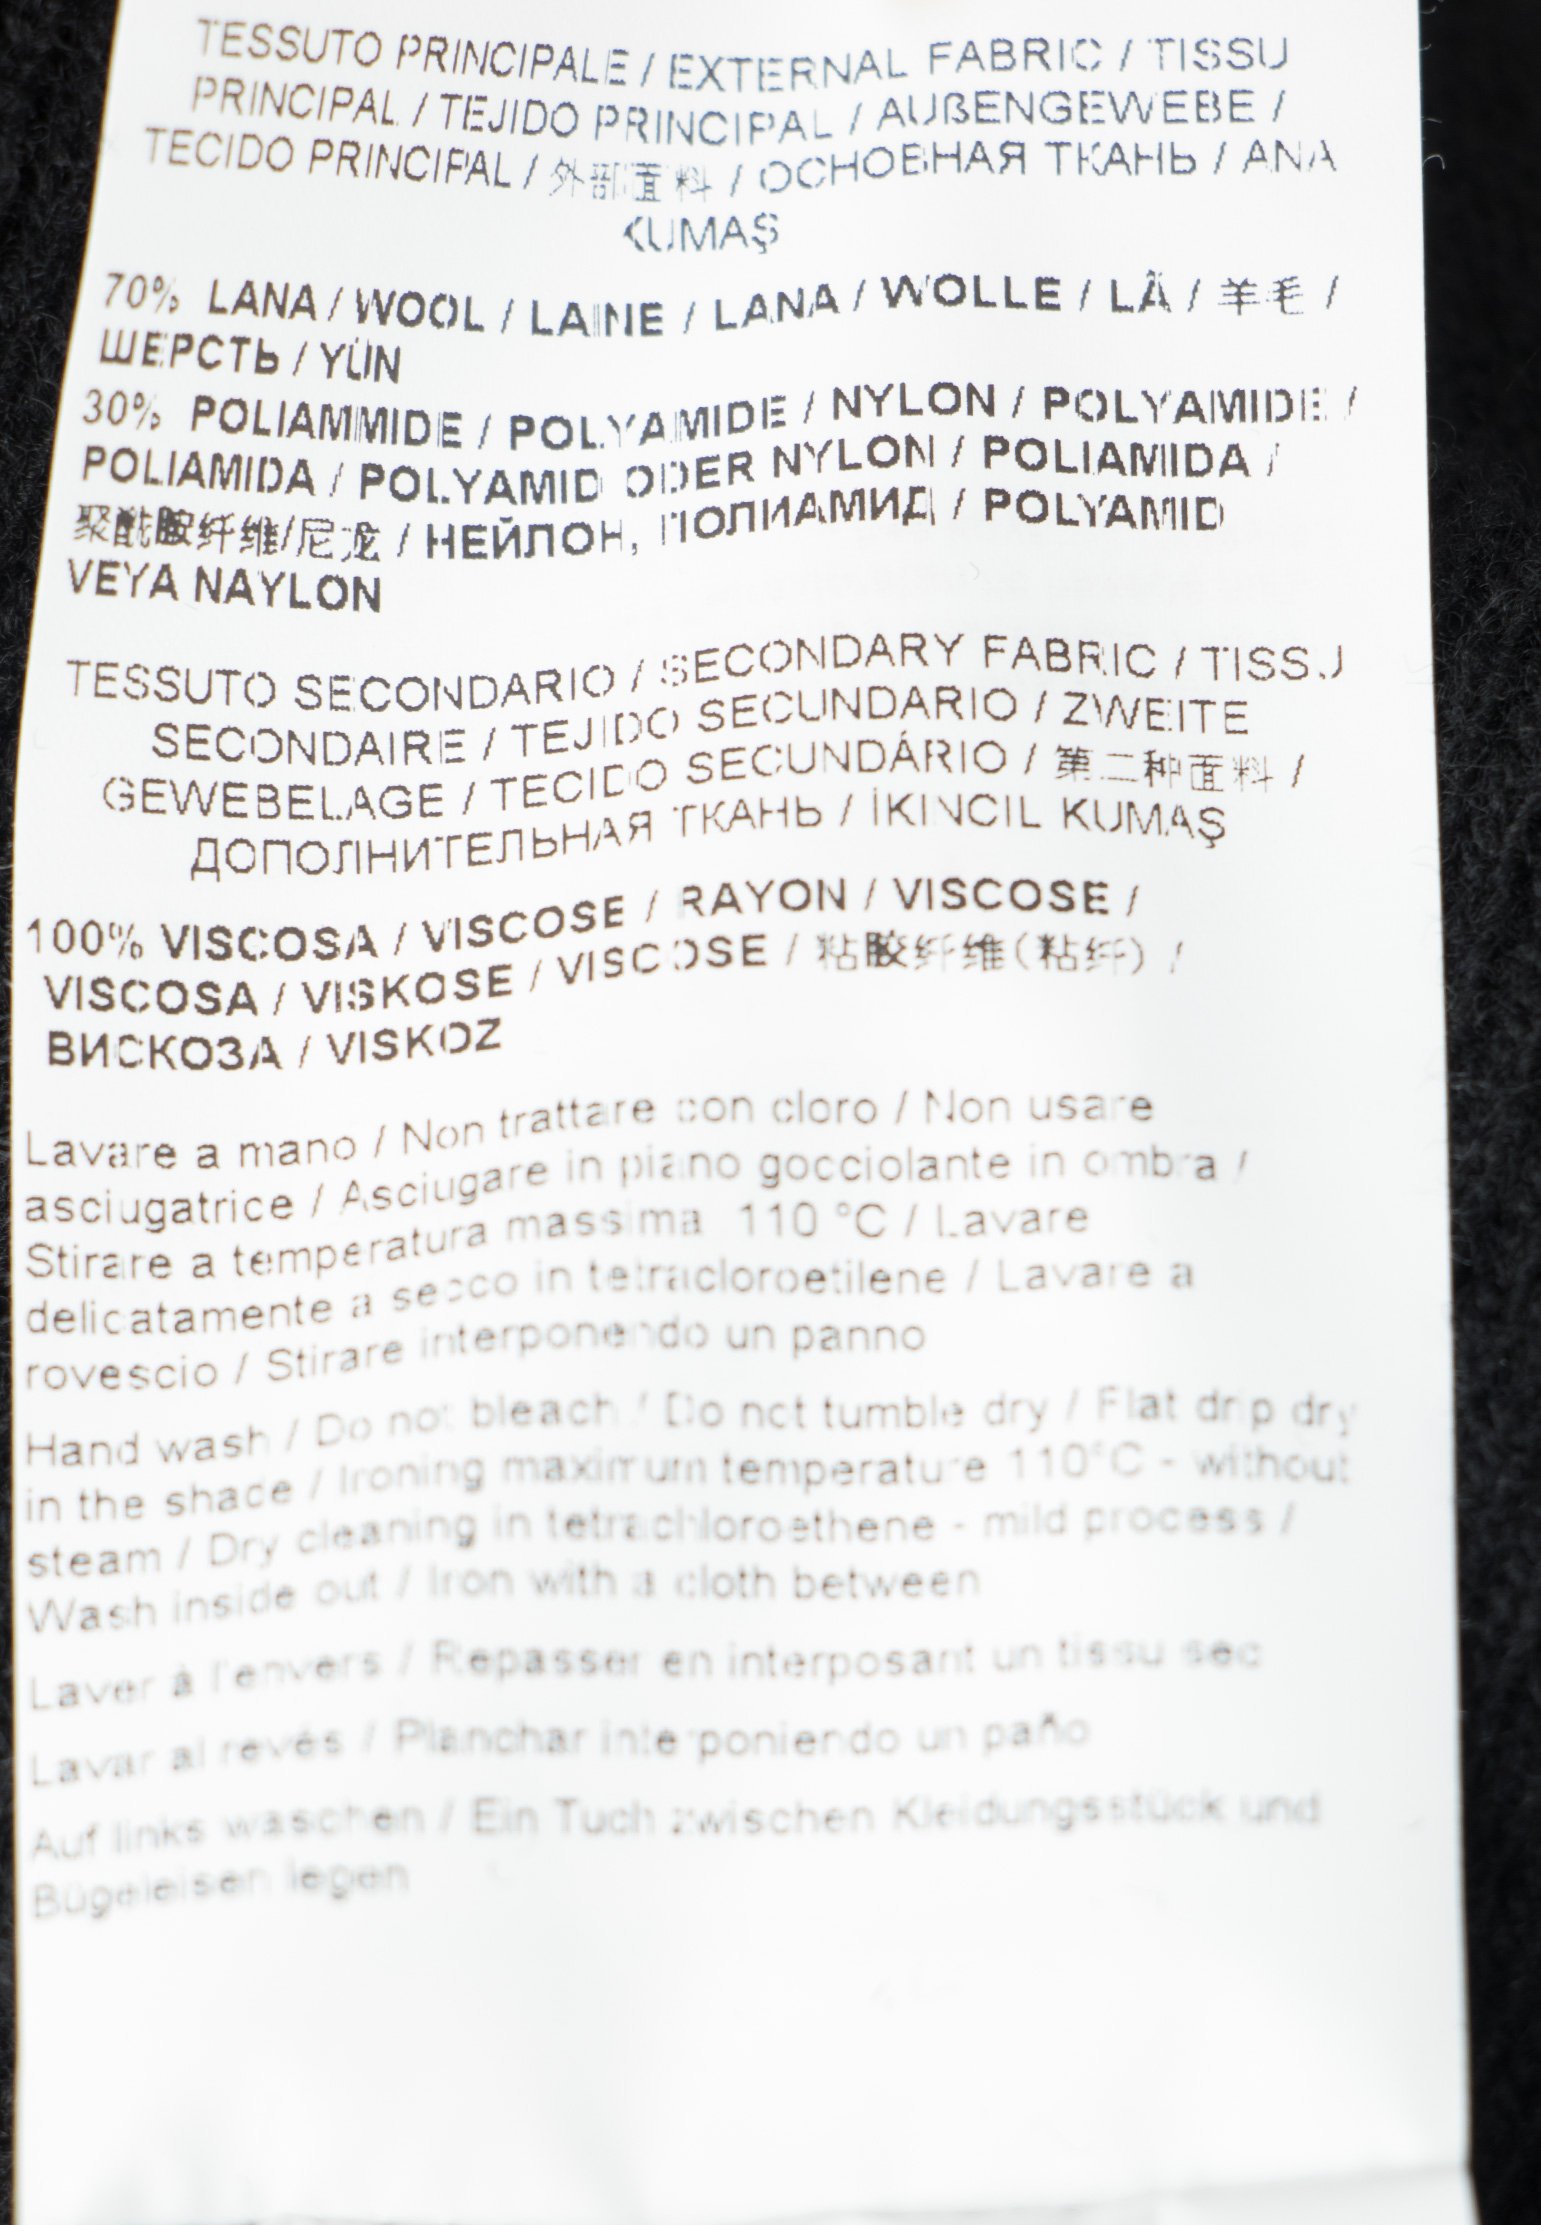 TESSUTO PRINCIPALE / EXTERNAL FABRIC / TISSU
PRINCIPAL / TEJIDO PRINCIPAL / AUßENGEWEBE /
TECIDO PRINCIPAL / 外部面料 / ОСНОВНАЯ ТКАНЬ / ANA
KUMAŞ
70% LANA / WOOL / LAINE / LANA / WOLLE / LÃ / 羊毛 /
ШЕРСТЬ / YÜN
30% POLIAMMIDE / POLYAMIDE / NYLON / POLYAMIDE /
POLIAMIDA / POLYAMID ODER NYLON / POLIAMIDA /
聚酰胺纤维/尼龙 / НЕЙЛОН, ПОЛИАМИД / POLYAMID
VEYA NAYLON
TESSUTO SECONDARIO / SECONDARY FABRIC / TISSU
SECONDAIRE / TEJIDO SECUNDARIO / ZWEITE
GEWEBELAGE / TECIDO SECUNDÁRIO / 第二种面料 /
ДОПОЛНИТЕЛЬНАЯ ТКАНЬ / İKINCIL KUMAŞ
100% VISCOSA / VISCOSE / RAYON / VISCOSE /
VISCOSA / VISKOSE / VISCOSE / 粘胶纤维(粘纤) /
ВИСКОЗА / VISKOZ
Lavare a mano / Non trattare con cloro / Non usare
asciugatrice / Asciugare in piano gocciolante in ombra /
Stirare a temperatura massima 110 °C / Lavare
delicatamente a secco in tetracloroetilene / Lavare a
rovescio / Stirare interponendo un panno
Hand wash / Do not bleach / Do not tumble dry / Flat drip dry
in the shade / Ironing maximum temperature 110°C - without
steam / Dry cleaning in tetrachloroethene - mild process /
Wash inside out / Iron with a cloth between
Laver à l'envers / Repasser en interposant un tissu sec
Lavar al revés / Planchar interponiendo un paño
Auf links waschen / Ein Tuch zwischen Kleidungsstück und
Bügeleisen legen